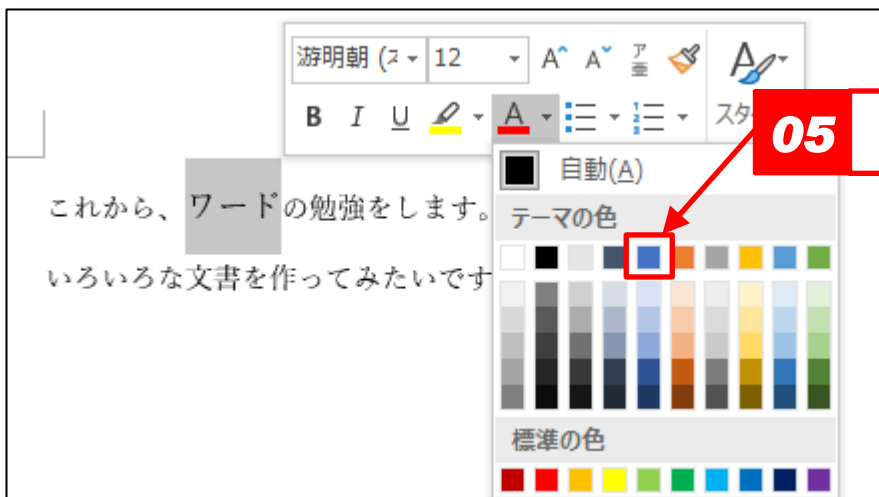 游明朝 (ス 12 A A ア亜
B I U A スタ
05
自動(A)
これから、ワードの勉強をします。
テーマの色
いろいろな文書を作ってみたいです
標準の色